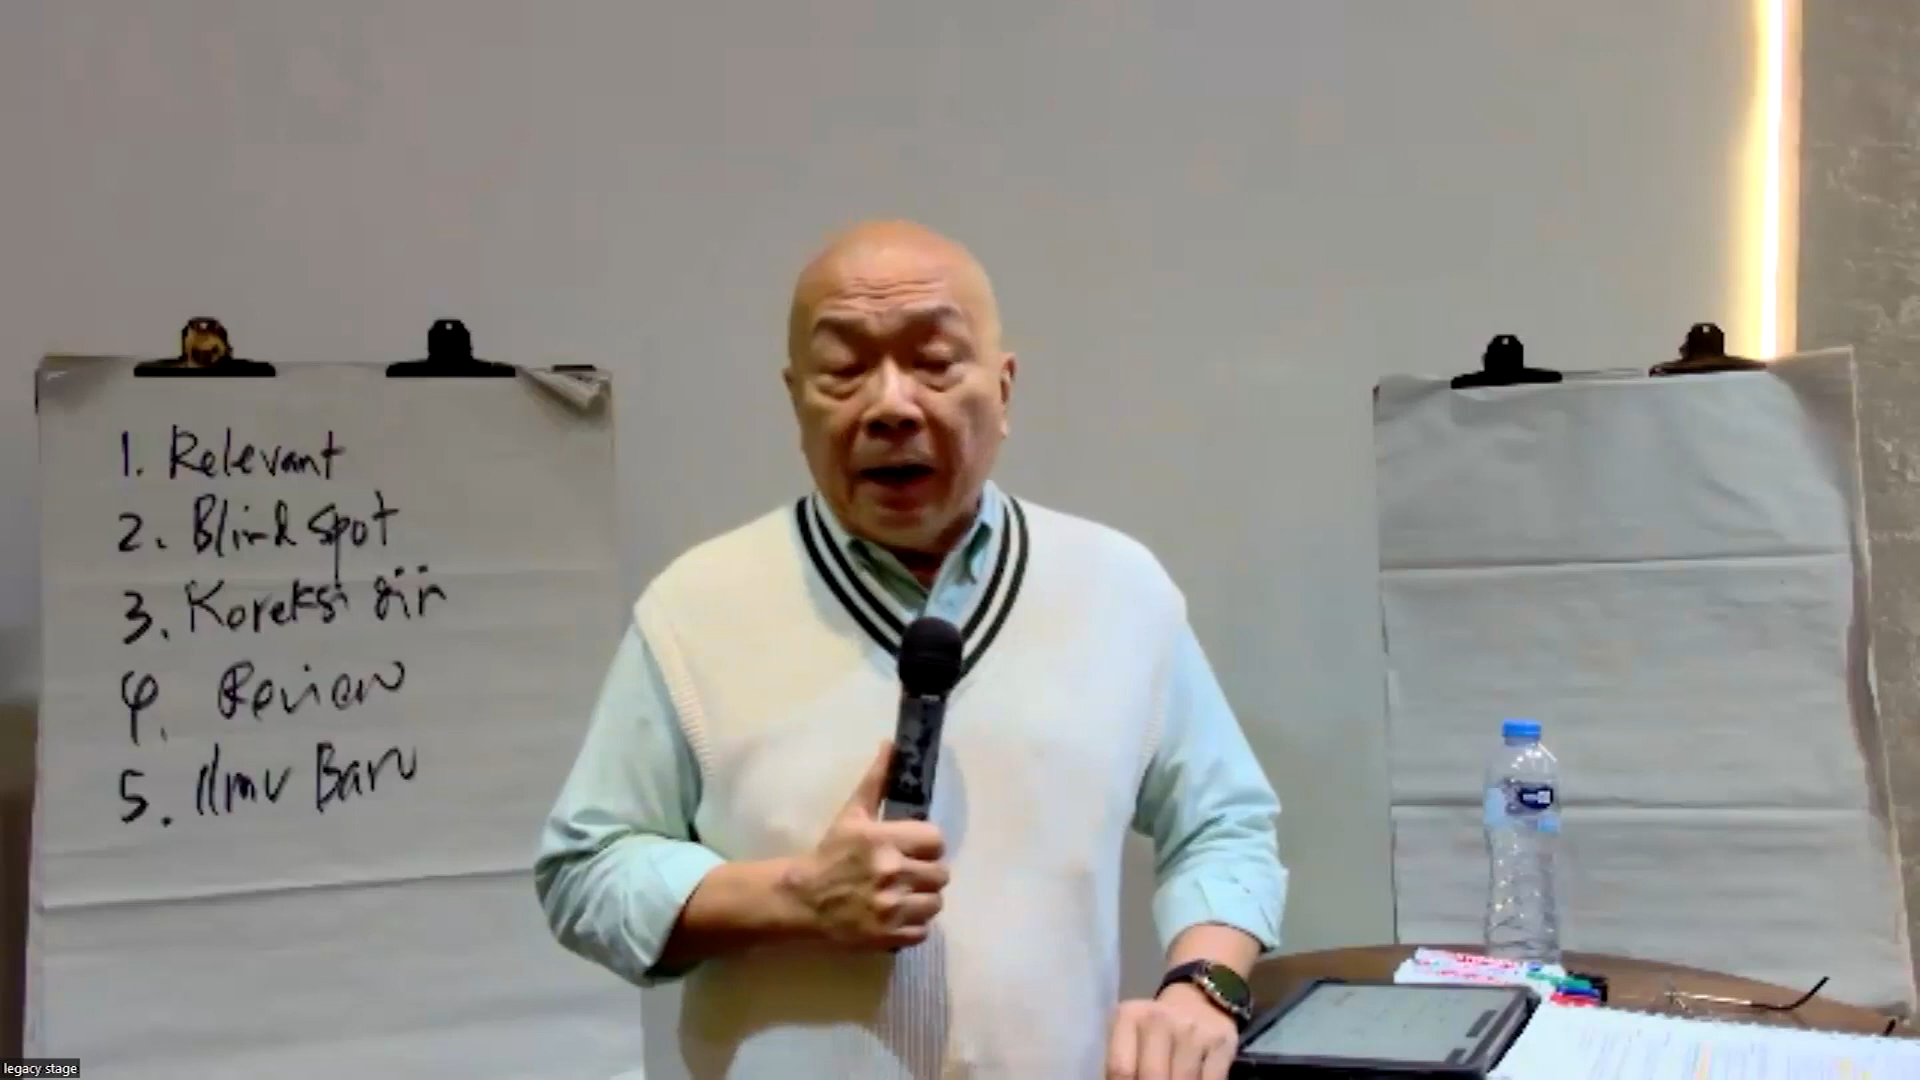 1. Relevant
2. Blind spot
3. Koreksi diri
4. Review
5. Ilmu Baru
legacy stage